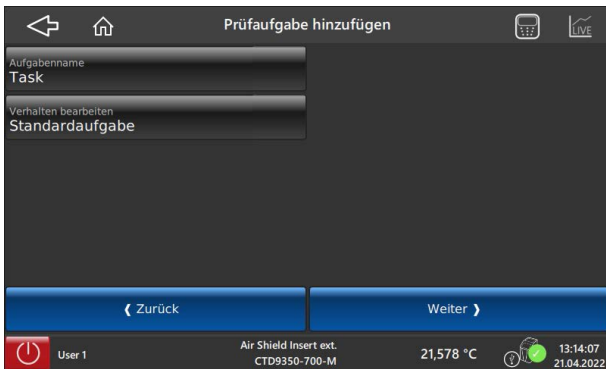 Prüfaufgabe hinzufügen
LIVE
Aufgabenname
Task
Verhalten bearbeiten
Standardaufgabe
❰ Zurück
Weiter ❱
User 1
Air Shield Insert ext.
CTD9350-700-M
21,578 °C
13:14:07
21.04.2022